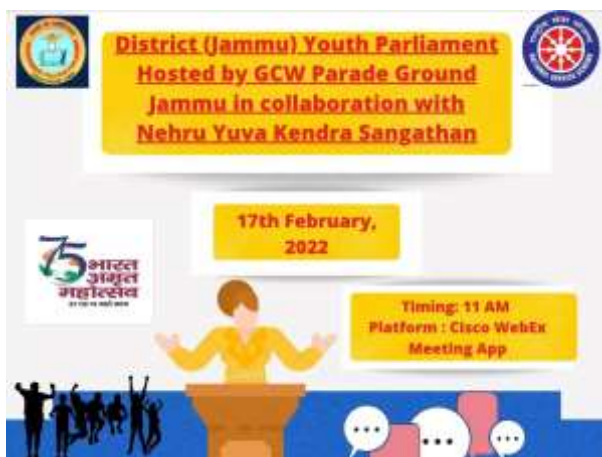 District (Jammu) Youth Parliament
Hosted by GCW Parade Ground
Jammu in collaboration with
Nehru Yuva Kendra Sangathan
17th February,
2022
75
भारत
अमृत
महोत्सव
Timing: 11 AM
Platform : Cisco WebEx
Meeting App